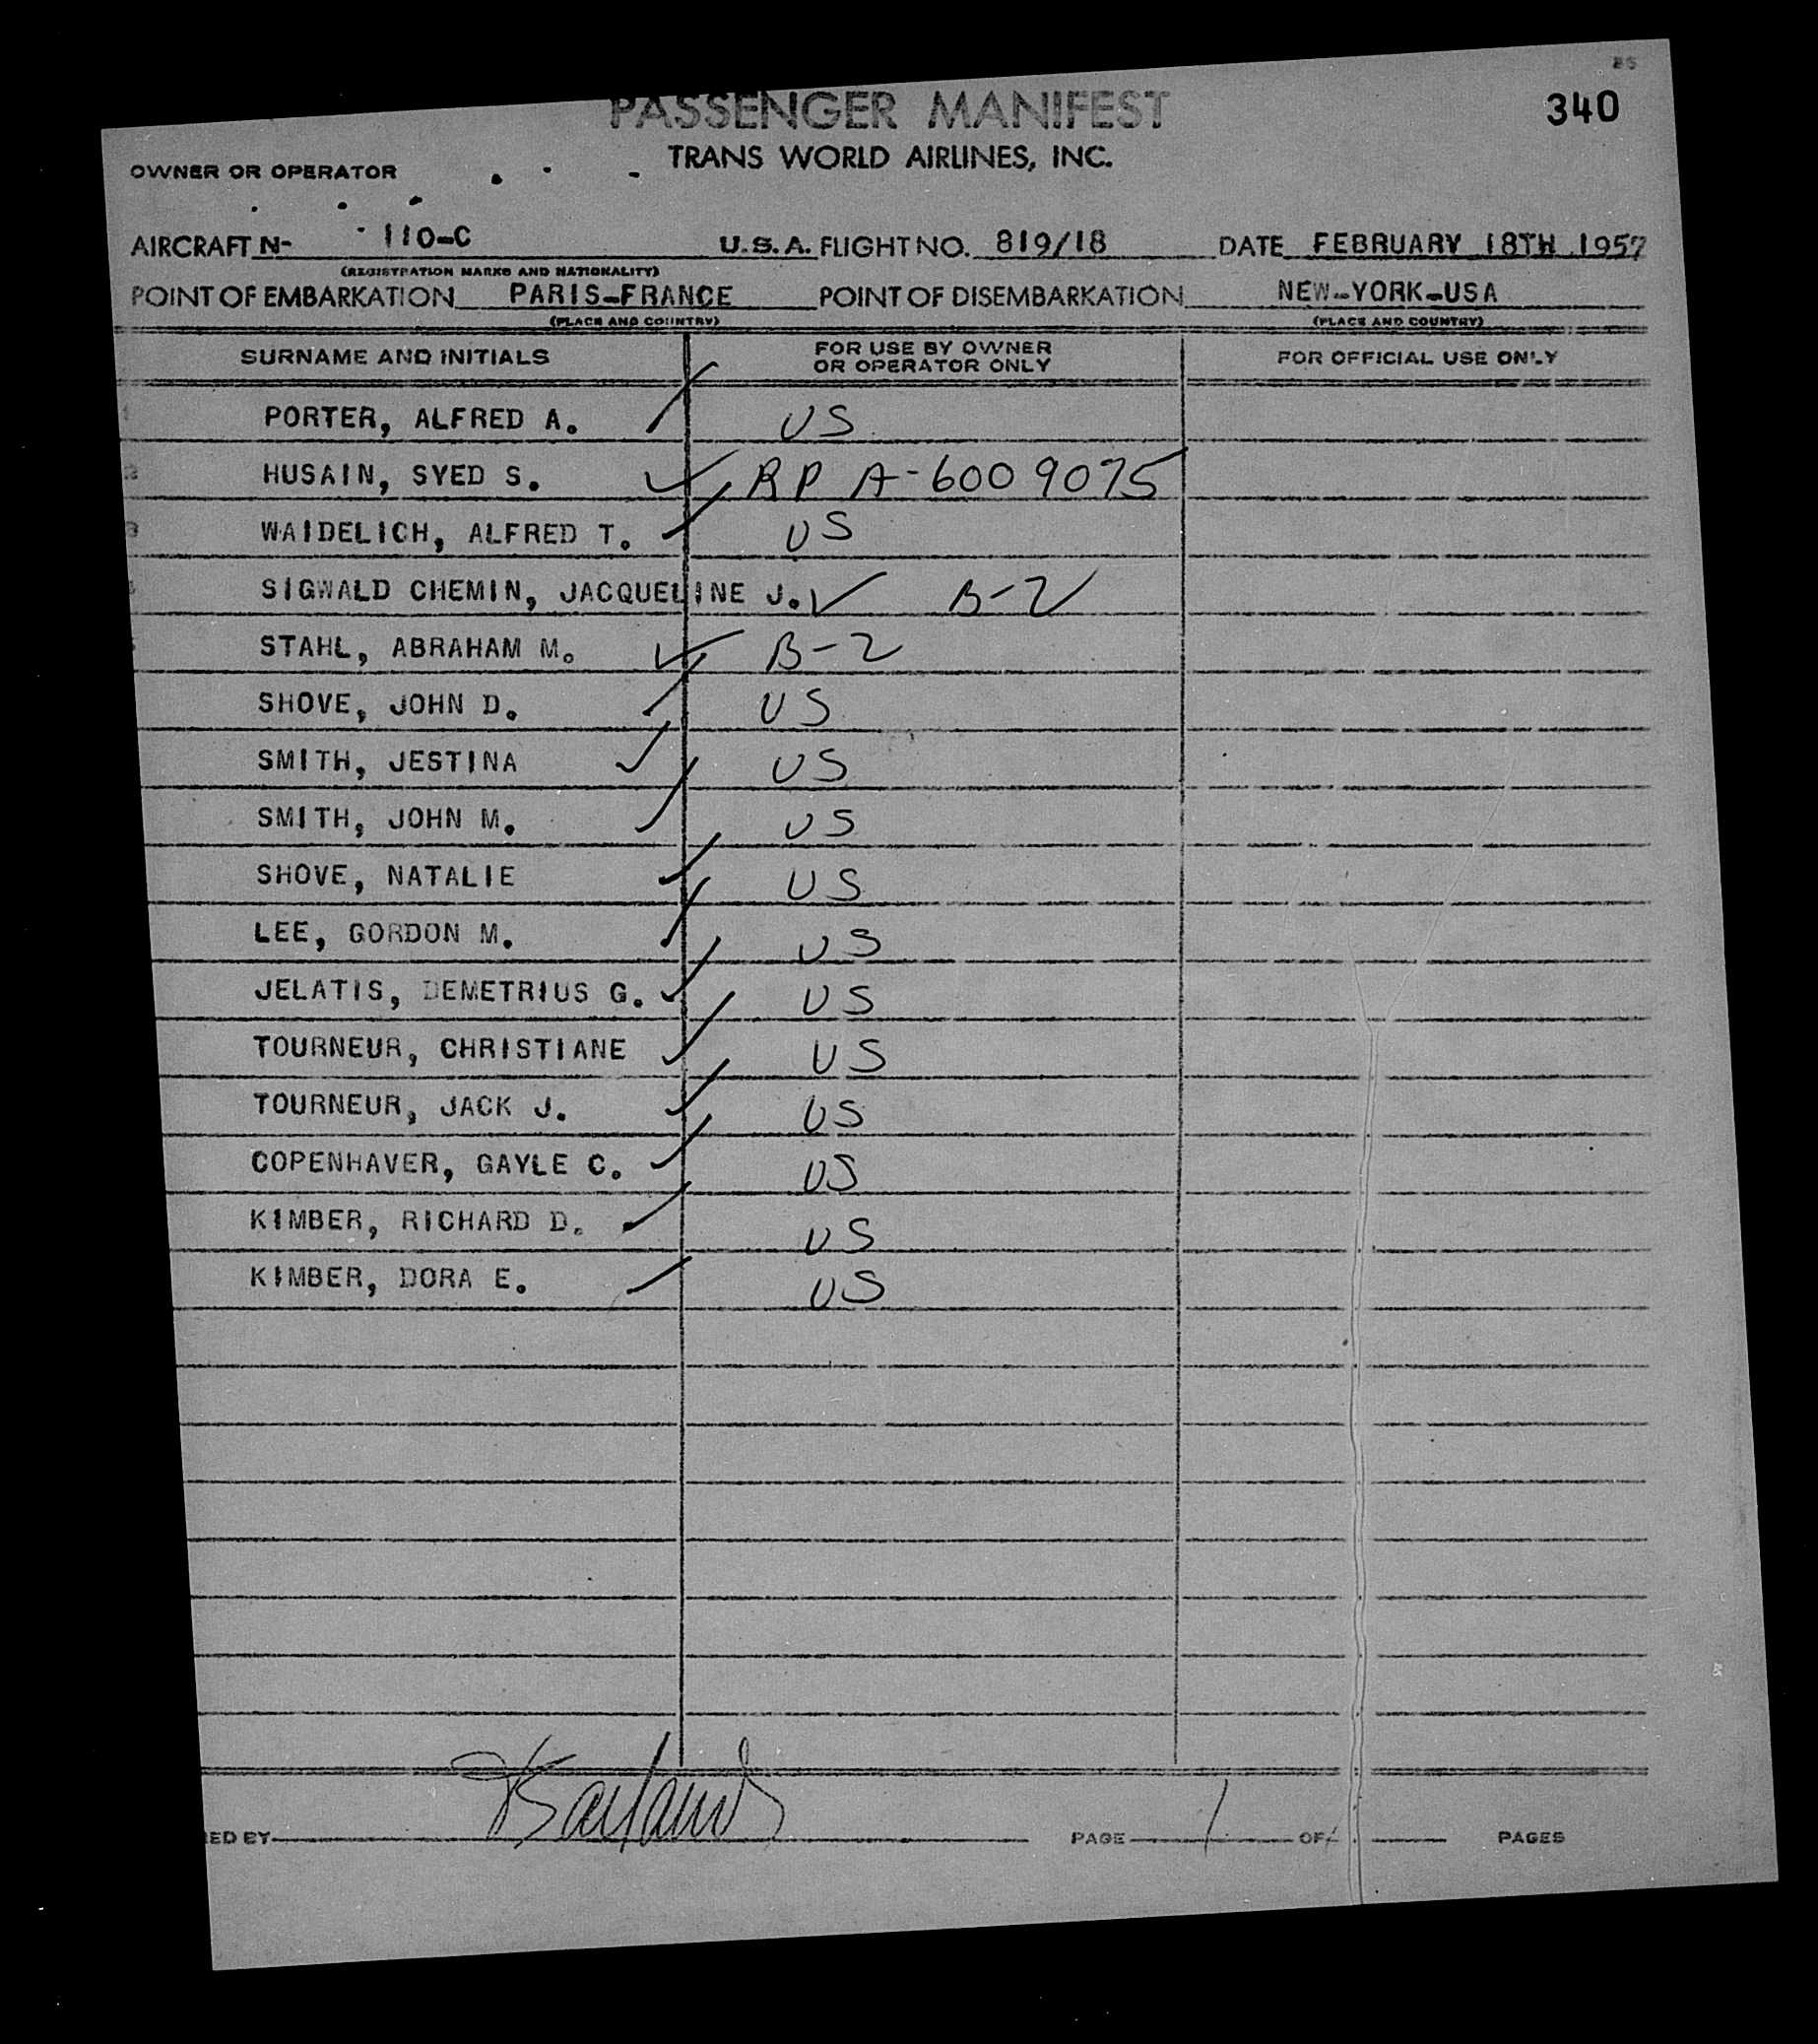 PASSENGER MANIFEST
340
TRANS WORLD AIRLINES, INC.
OWNER OR OPERATOR
AIRCRAFT N- 110-C U.S.A. FLIGHT NO. 819/18 DATE FEBRUARY 18TH 1957
(REGISTRATION MARKS AND NATIONALITY)
POINT OF EMBARKATION PARIS-FRANCE POINT OF DISEMBARKATION NEW-YORK-USA
(PLACE AND COUNTRY) (PLACE AND COUNTRY)
SURNAME AND INITIALS FOR USE BY OWNER OR OPERATOR ONLY FOR OFFICIAL USE ONLY
PORTER, ALFRED A. US
HUSAIN, SYED S. RP A-6009075
WAIDELICH, ALFRED T. US
SIGWALD CHEMIN, JACQUELINE J. B-2
STAHL, ABRAHAM M. B-2
SHOVE, JOHN D. US
SMITH, JESTINA US
SMITH, JOHN M. US
SHOVE, NATALIE US
LEE, GORDON M. US
JELATIS, DEMETRIUS G. US
TOURNEUR, CHRISTIANE US
TOURNEUR, JACK J. US
COPENHAVER, GAYLE C. US
KIMBER, RICHARD D. US
KIMBER, DORA E. US
ED BY PAGE 1 OF PAGES